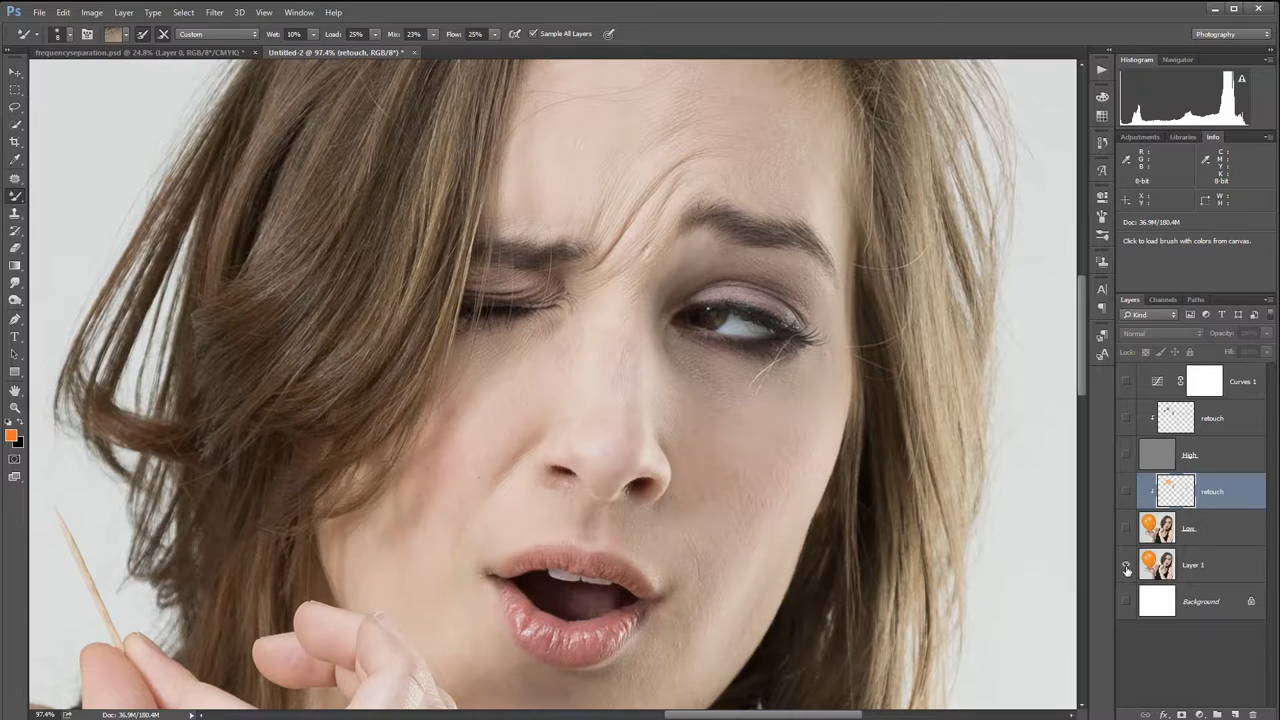 Ps File Edit Image Layer Type Select Filter 3D View Window Help
8 Custom Wet: 10% Load: 25% Mix: 23% Flow: 25% Sample All Layers Photography
frequencyseparation.psd @ 24.8% (Layer 0, RGB/8*/CMYK) * × Untitled-2 @ 97.4% (retouch, RGB/8*) * ×
Histogram Navigator
Adjustments Libraries Info
R : C :
G : M :
B : Y :
K :
8-bit 8-bit
X : W :
Y : H :
Doc: 36.9M/180.4M
Click to load brush with colors from canvas.
Layers Channels Paths
Kind
Normal Opacity:
Lock: Fill:
Curves 1
retouch
High
retouch
Low
Layer 1
Background
97.4% Doc: 36.9M/180.4M